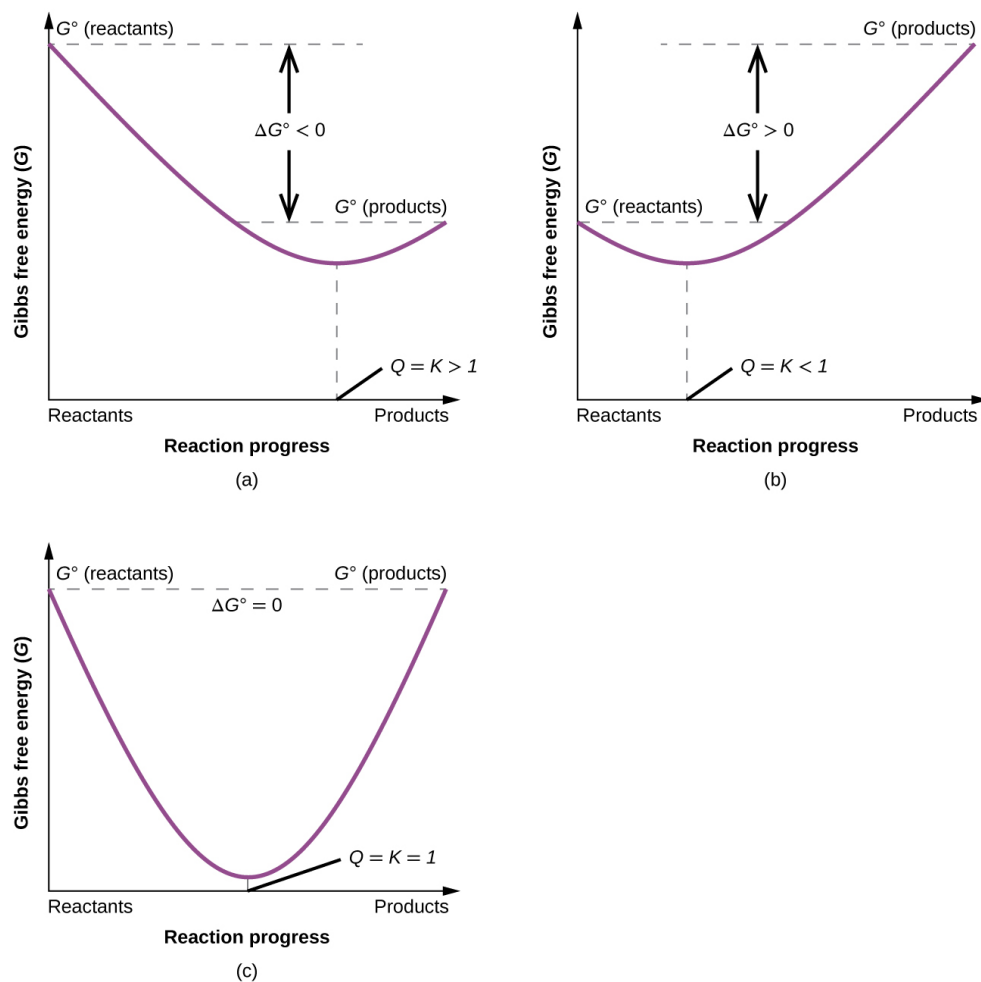 G° (reactants)
ΔG° < 0
G° (products)
Gibbs free energy (G)
Q = K > 1
Reactants
Products
Reaction progress
(a)
G° (products)
ΔG° > 0
G° (reactants)
Gibbs free energy (G)
Q = K < 1
Reactants
Products
Reaction progress
(b)
G° (reactants)
G° (products)
ΔG° = 0
Gibbs free energy (G)
Q = K = 1
Reactants
Products
Reaction progress
(c)